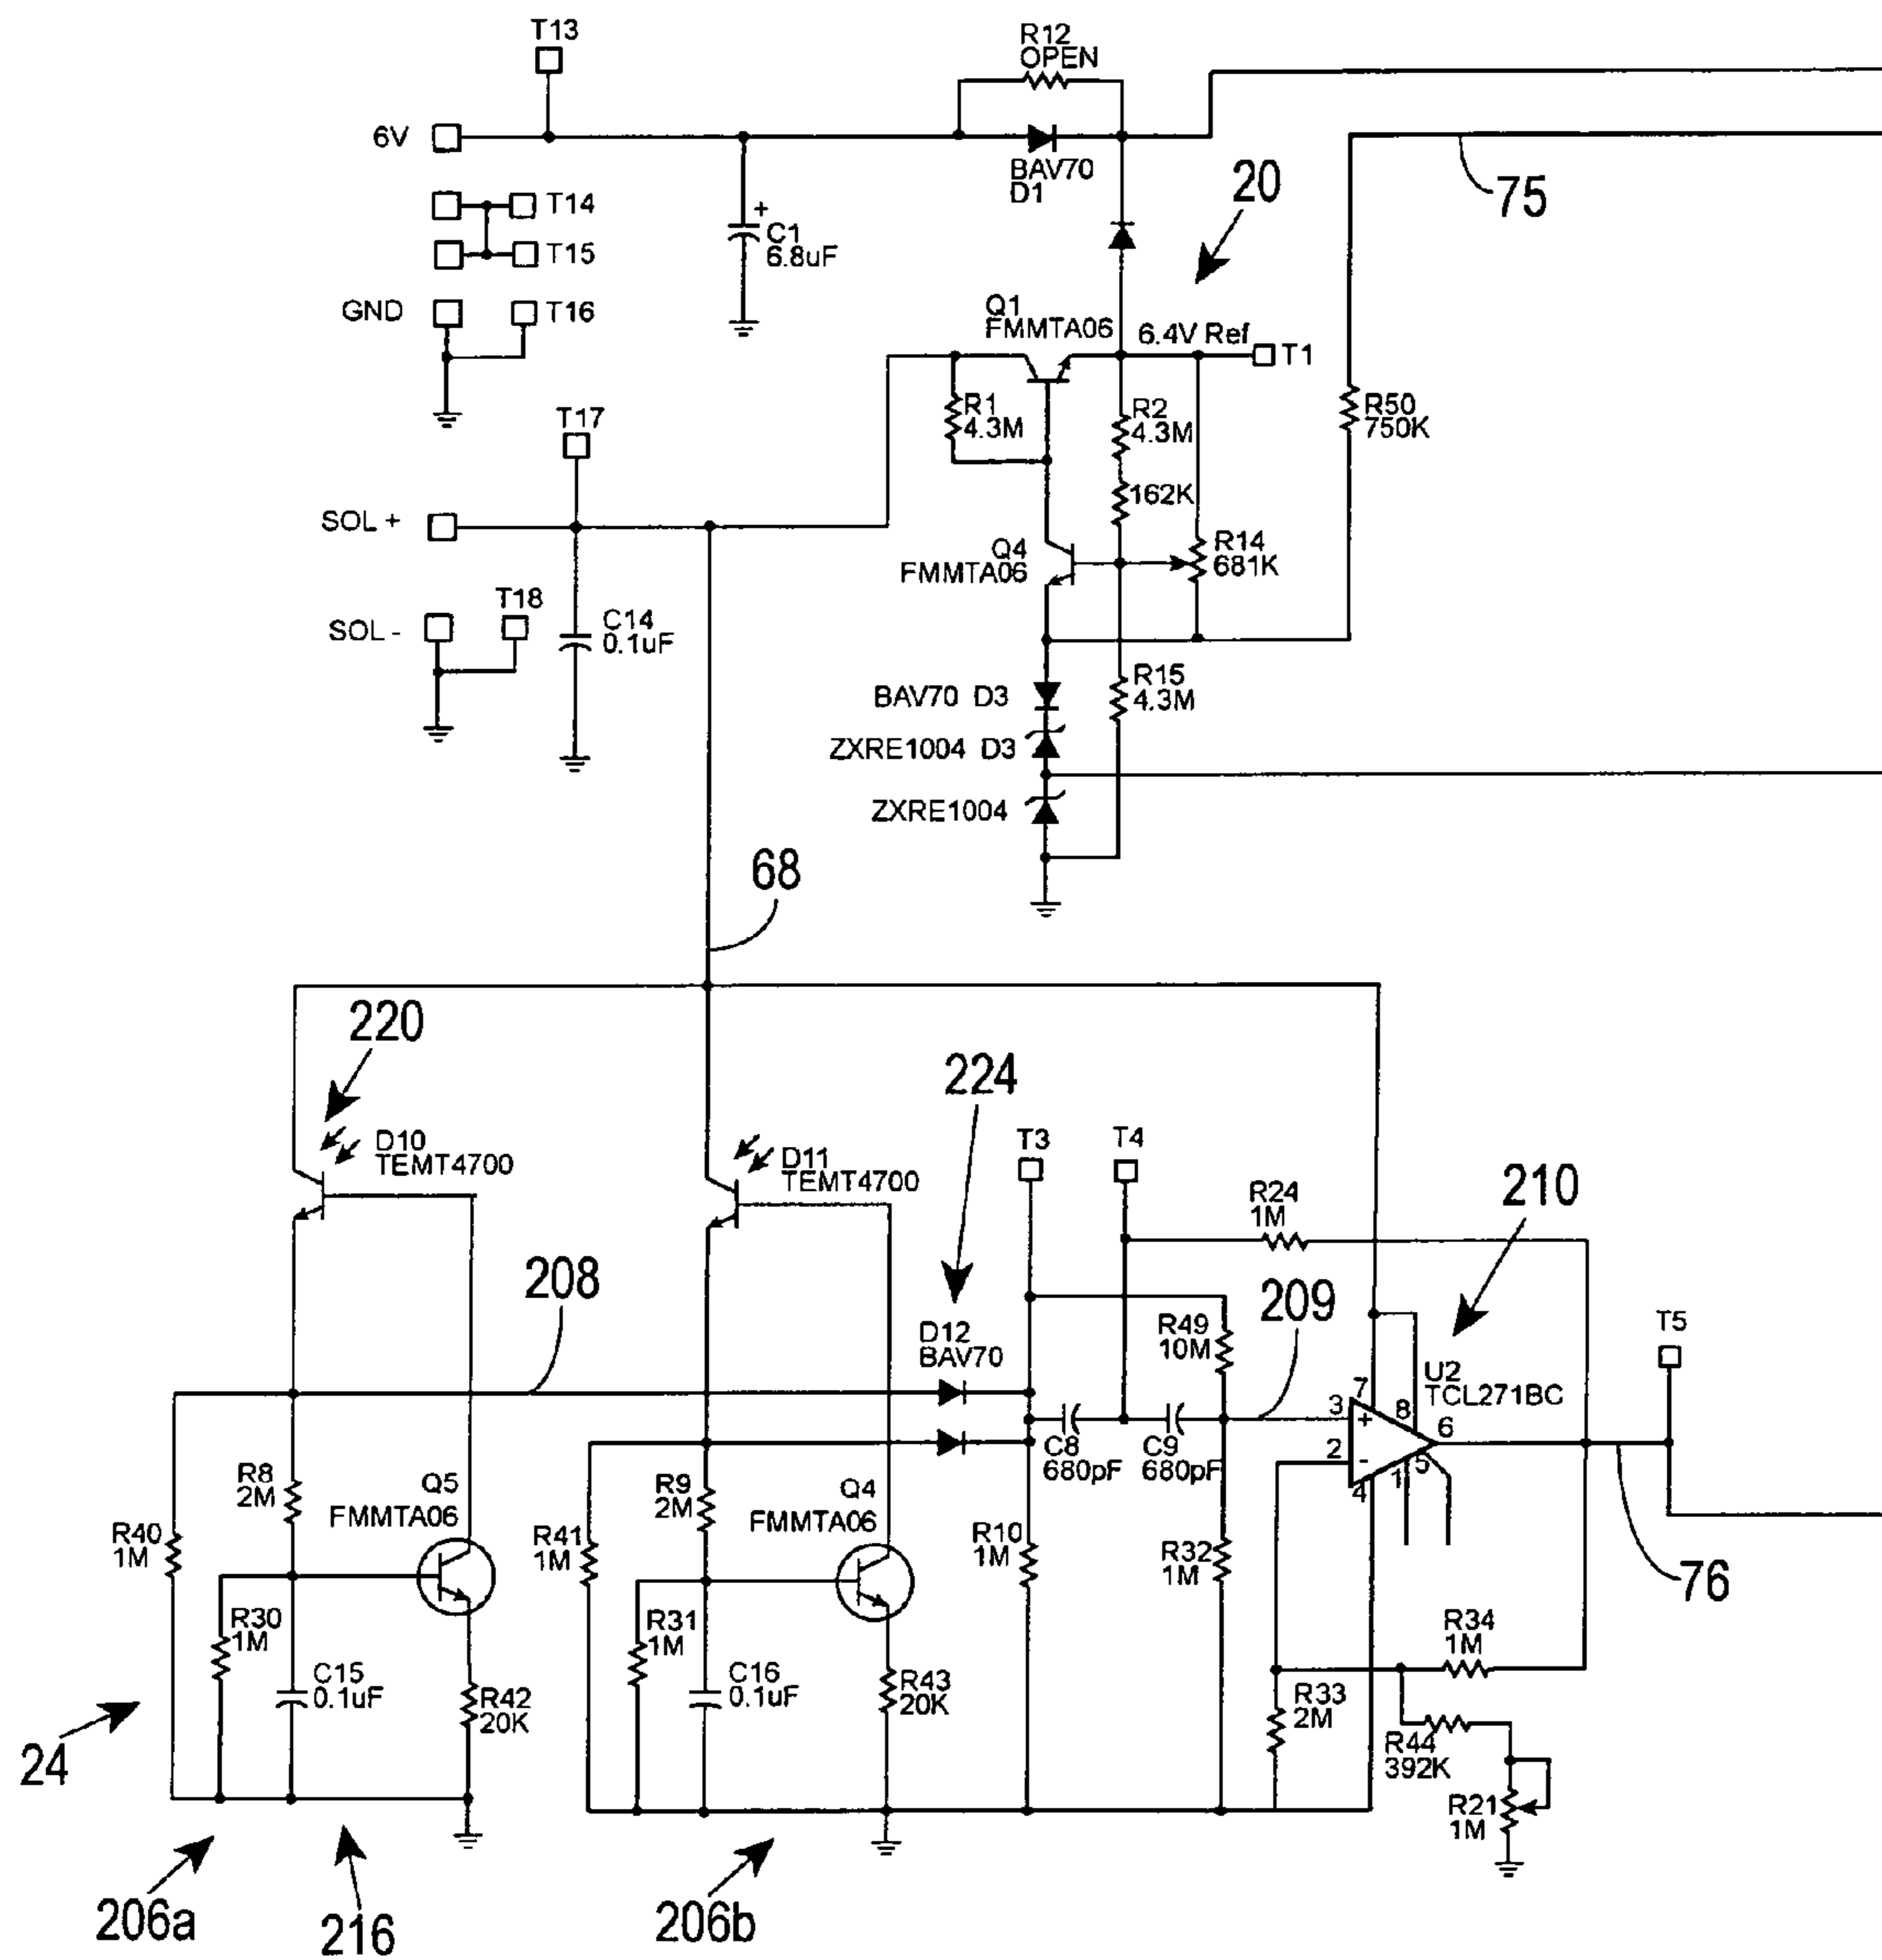 T13
R12
OPEN
6V
BAV70
D1
20
75
T14
T15
+
C1
6.8uF
GND
T16
Q1
FMMTA06
6.4V Ref
T1
R1
4.3M
R2
4.3M
R50
750K
T17
162K
SOL +
Q4
FMMTA06
R14
681K
T18
SOL -
C14
0.1uF
BAV70 D3
R15
4.3M
ZXRE1004 D3
ZXRE1004
68
220
224
D10
TEMT4700
D11
TEMT4700
T3
T4
R24
1M
210
208
209
D12
BAV70
R49
10M
T5
U2
TCL271BC
3
+
7
8
6
2
-
5
1
4
C8
680pF
C9
680pF
R8
2M
Q5
FMMTA06
R9
2M
Q4
FMMTA06
R40
1M
R41
1M
R10
1M
R32
1M
76
R30
1M
R31
1M
R34
1M
C15
0.1uF
R42
20K
C16
0.1uF
R43
20K
R33
2M
R44
392K
24
R21
1M
206a
216
206b